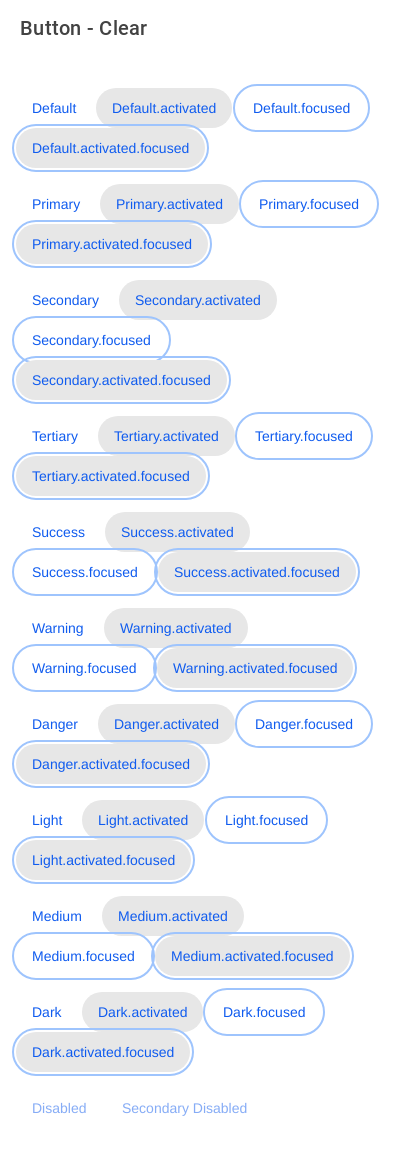 Button - Clear
Default Default.activated Default.focused
Default.activated.focused
Primary Primary.activated Primary.focused
Primary.activated.focused
Secondary Secondary.activated
Secondary.focused
Secondary.activated.focused
Tertiary Tertiary.activated Tertiary.focused
Tertiary.activated.focused
Success Success.activated
Success.focused Success.activated.focused
Warning Warning.activated
Warning.focused Warning.activated.focused
Danger Danger.activated Danger.focused
Danger.activated.focused
Light Light.activated Light.focused
Light.activated.focused
Medium Medium.activated
Medium.focused Medium.activated.focused
Dark Dark.activated Dark.focused
Dark.activated.focused
Disabled Secondary Disabled